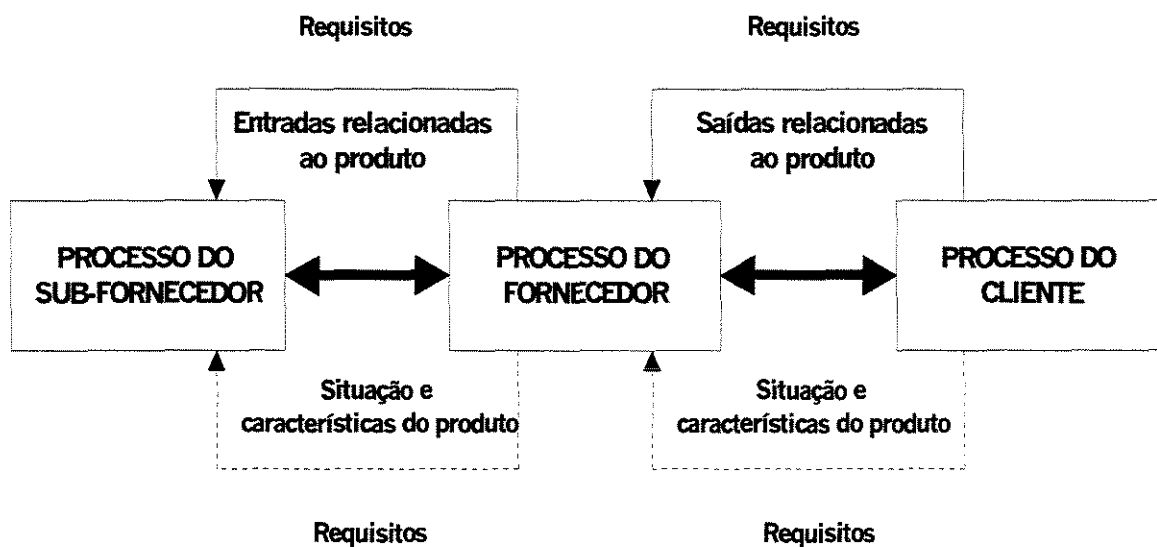 Requisitos
Requisitos
Entradas relacionadas
ao produto
Saídas relacionadas
ao produto
PROCESSO DO
SUB-FORNECEDOR
PROCESSO DO
FORNECEDOR
PROCESSO DO
CLIENTE
Situação e
características do produto
Situação e
características do produto
Requisitos
Requisitos